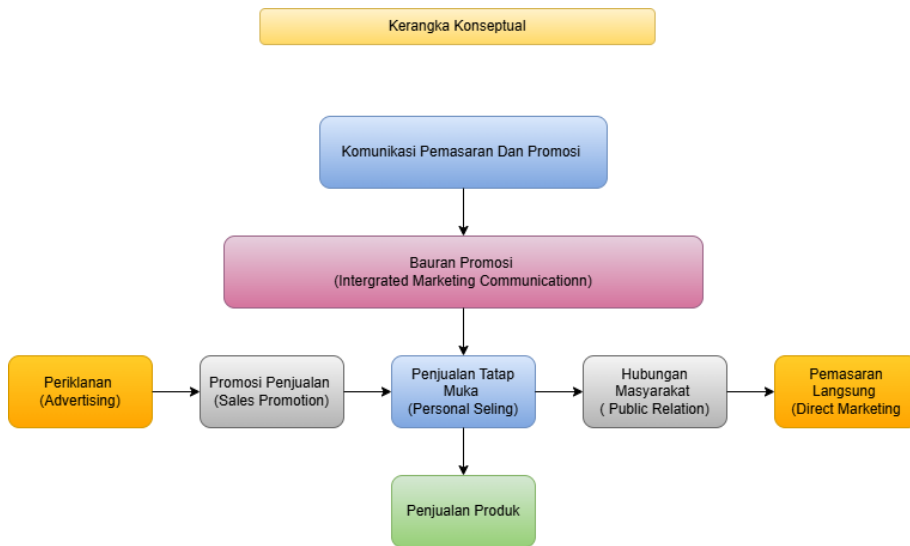 Kerangka Konseptual
Komunikasi Pemasaran Dan Promosi
Bauran Promosi
(Intergrated Marketing Communicationn)
Periklanan
(Advertising)
Promosi Penjualan
(Sales Promotion)
Penjualan Tatap
Muka
(Personal Seling)
Hubungan
Masyarakat
( Public Relation)
Pemasaran
Langsung
(Direct Marketing
Penjualan Produk